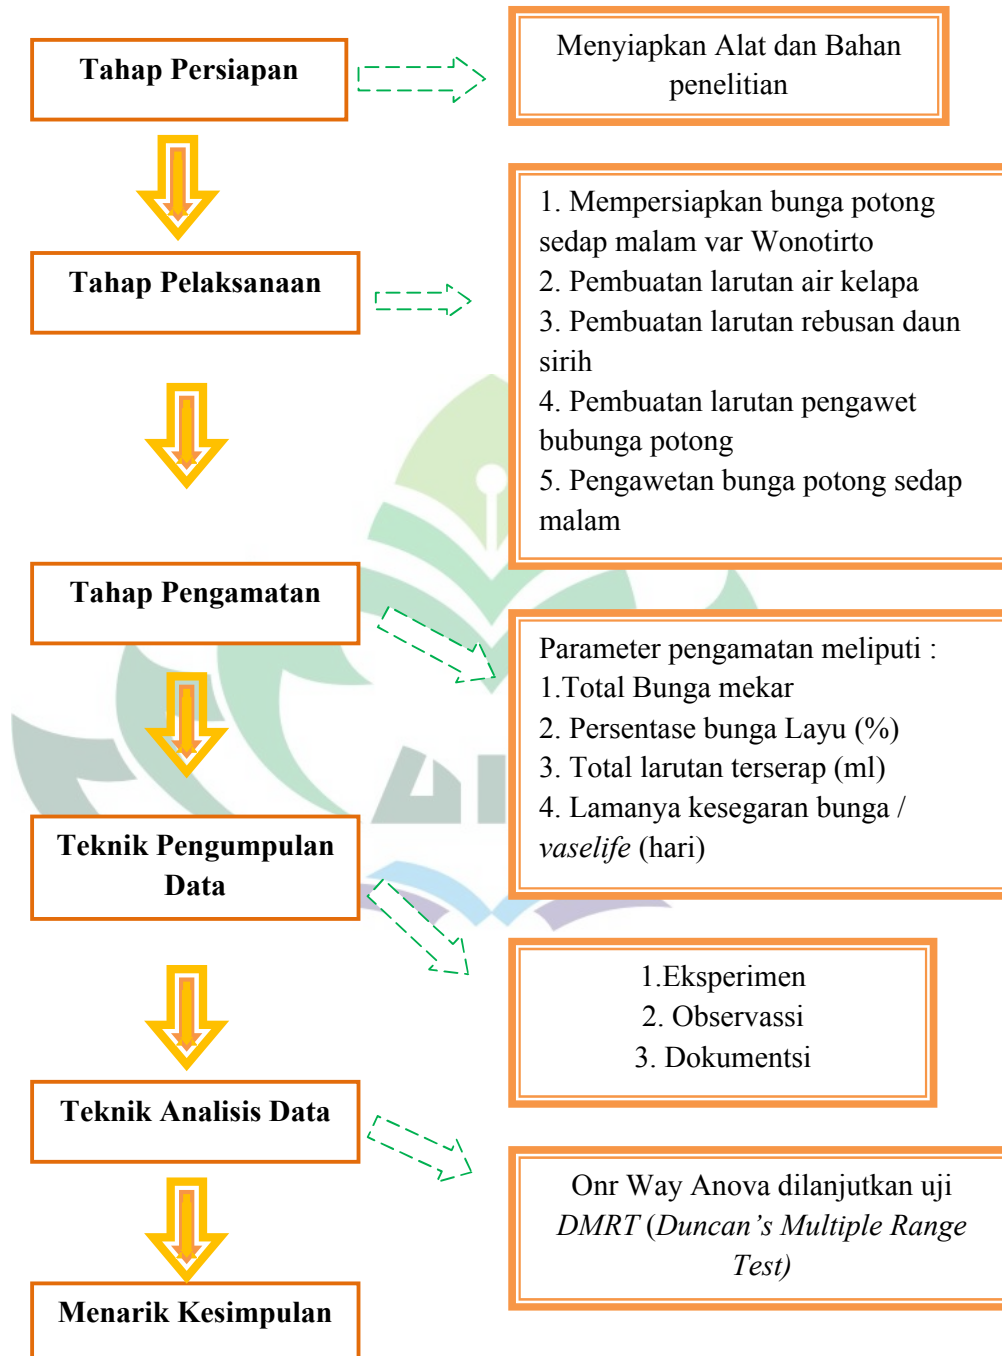 Tahap Persiapan
Menyiapkan Alat dan Bahan
penelitian
Tahap Pelaksanaan
1. Mempersiapkan bunga potong
sedap malam var Wonotirto
2. Pembuatan larutan air kelapa
3. Pembuatan larutan rebusan daun
sirih
4. Pembuatan larutan pengawet
bubunga potong
5. Pengawetan bunga potong sedap
malam
Tahap Pengamatan
Parameter pengamatan meliputi :
1.Total Bunga mekar
2. Persentase bunga Layu (%)
3. Total larutan terserap (ml)
4. Lamanya kesegaran bunga /
vaselife (hari)
Teknik Pengumpulan
Data
1.Eksperimen
2. Observassi
3. Dokumentsi
Teknik Analisis Data
Onr Way Anova dilanjutkan uji
DMRT (Duncan’s Multiple Range
Test)
Menarik Kesimpulan